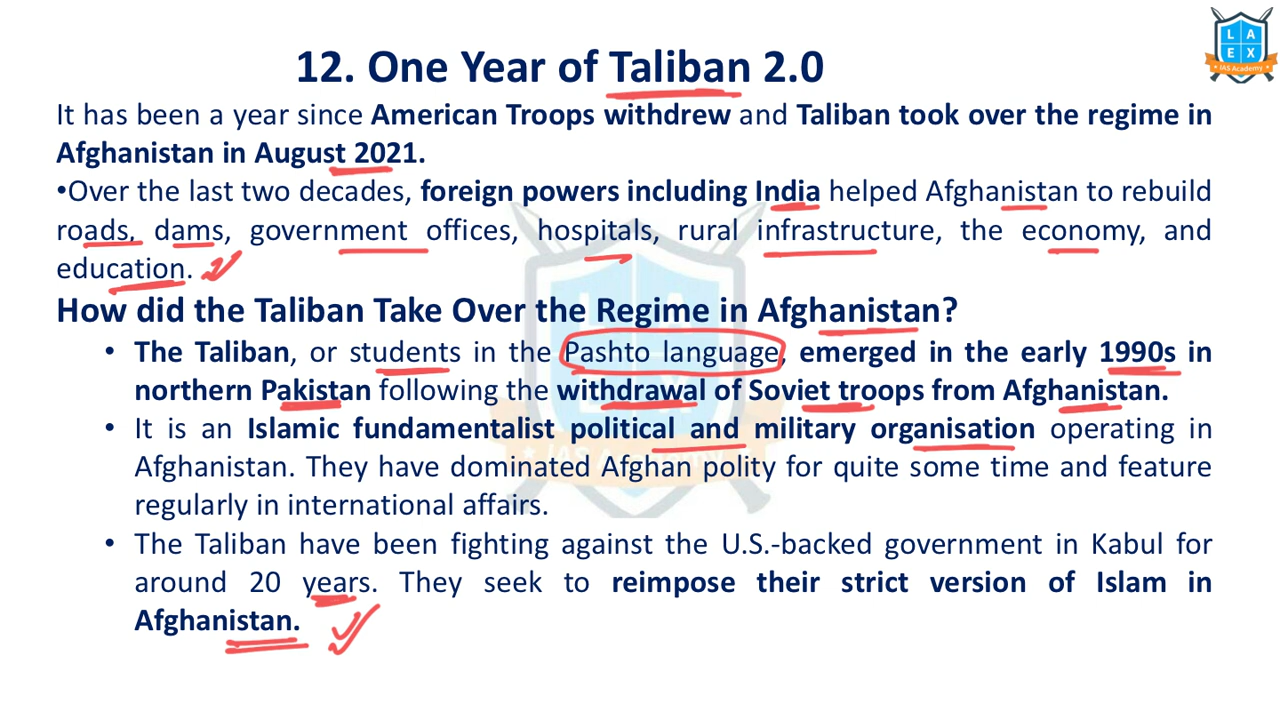 12. One Year of Taliban 2.0
L A
E X
IAS Academy
It has been a year since American Troops withdrew and Taliban took over the regime in
Afghanistan in August 2021.
•Over the last two decades, foreign powers including India helped Afghanistan to rebuild
roads, dams, government offices, hospitals, rural infrastructure, the economy, and
education.
How did the Taliban Take Over the Regime in Afghanistan?
• The Taliban, or students in the Pashto language, emerged in the early 1990s in
northern Pakistan following the withdrawal of Soviet troops from Afghanistan.
• It is an Islamic fundamentalist political and military organisation operating in
Afghanistan. They have dominated Afghan polity for quite some time and feature
regularly in international affairs.
• The Taliban have been fighting against the U.S.-backed government in Kabul for
around 20 years. They seek to reimpose their strict version of Islam in
Afghanistan.